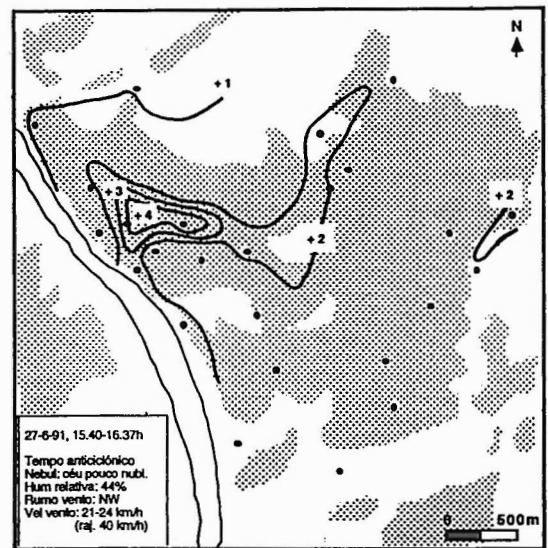 N
+1
+3
+4
+2
+2
27-6-91, 15.40-16.37h
Tempo anticiclónico
Nebul: céu pouco nubl.
Hum relativa: 44%
Rumo vento: NW
Vel vento: 21-24 km/h
(raj. 40 km/h)
0 500m